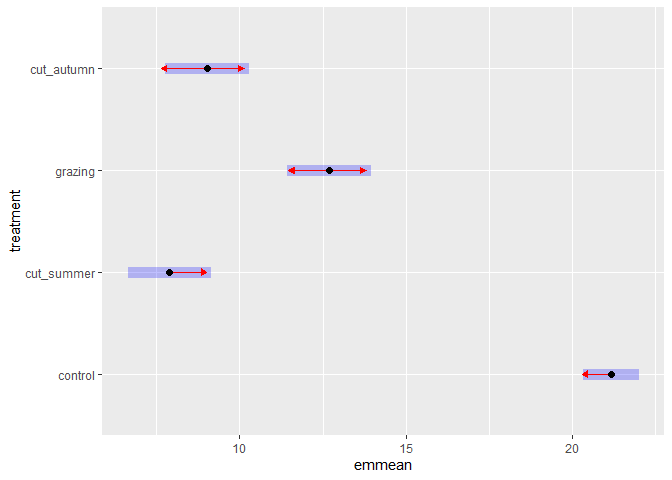 cut_autumn
grazing
cut_summer
control
treatment
10
15
20
emmean